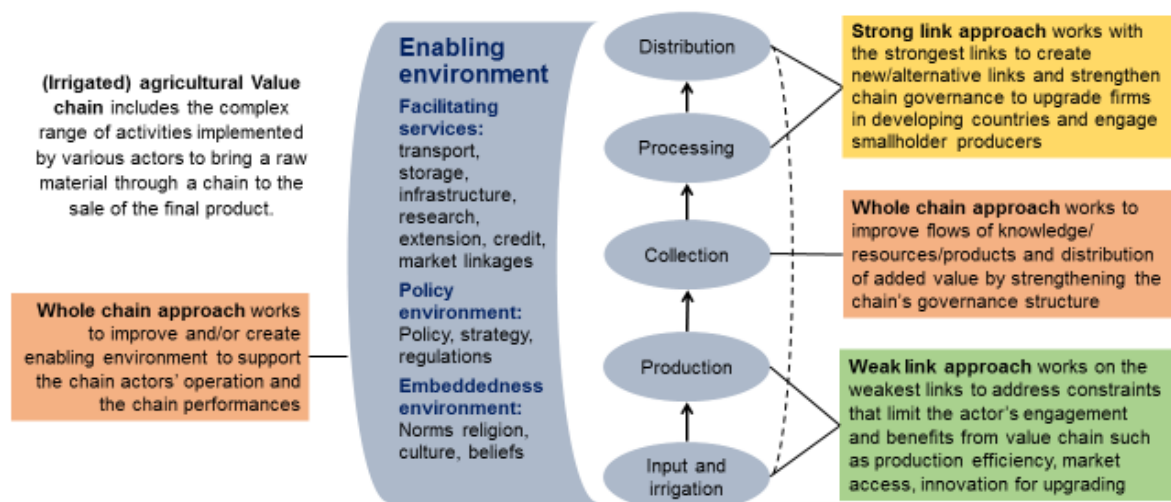 (Irrigated) agricultural Value
chain includes the complex
range of activities implemented
by various actors to bring a raw
material through a chain to the
sale of the final product.
Whole chain approach works
to improve and/or create
enabling environment to support
the chain actors' operation and
the chain performances
Enabling
environment
Facilitating
services:
transport,
storage,
infrastructure,
research,
extension, credit,
market linkages
Policy
environment:
Policy, strategy,
regulations
Embeddedness
environment:
Norms religion,
culture, beliefs
Distribution
Processing
Collection
Production
Input and
irrigation
Strong link approach works with
the strongest links to create
new/alternative links and strengthen
chain governance to upgrade firms
in developing countries and engage
smallholder producers
Whole chain approach works to
improve flows of knowledge/
resources/products and distribution
of added value by strengthening the
chain's governance structure
Weak link approach works on the
weakest links to address constraints
that limit the actor's engagement
and benefits from value chain such
as production efficiency, market
access, innovation for upgrading